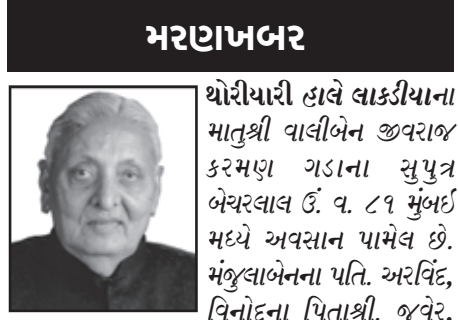 મરણખબર
થોરીયારી હાલે લાકડીયાના
માતુશ્રી વાલીબેન જીવરાજ
કરમણ ગડાના સુપુત્ર
બેચરલાલ ઉં. વ. ૮૧ મુંબઈ
મધ્યે અવસાન પામેલ છે.
મંજુલાબેનના પતિ. અરવિંદ,
વિનોદના પિતાશ્રી. જવેર,